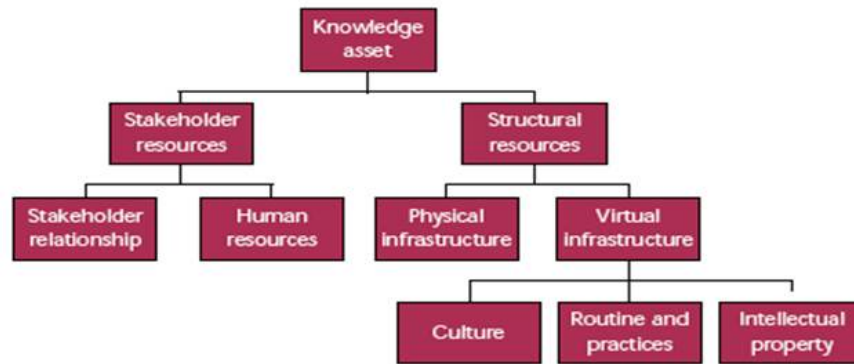 Knowledge
asset
Stakeholder
resources
Structural
resources
Stakeholder
relationship
Human
resources
Physical
infrastructure
Virtual
infrastructure
Culture
Routine and
practices
Intellectual
property